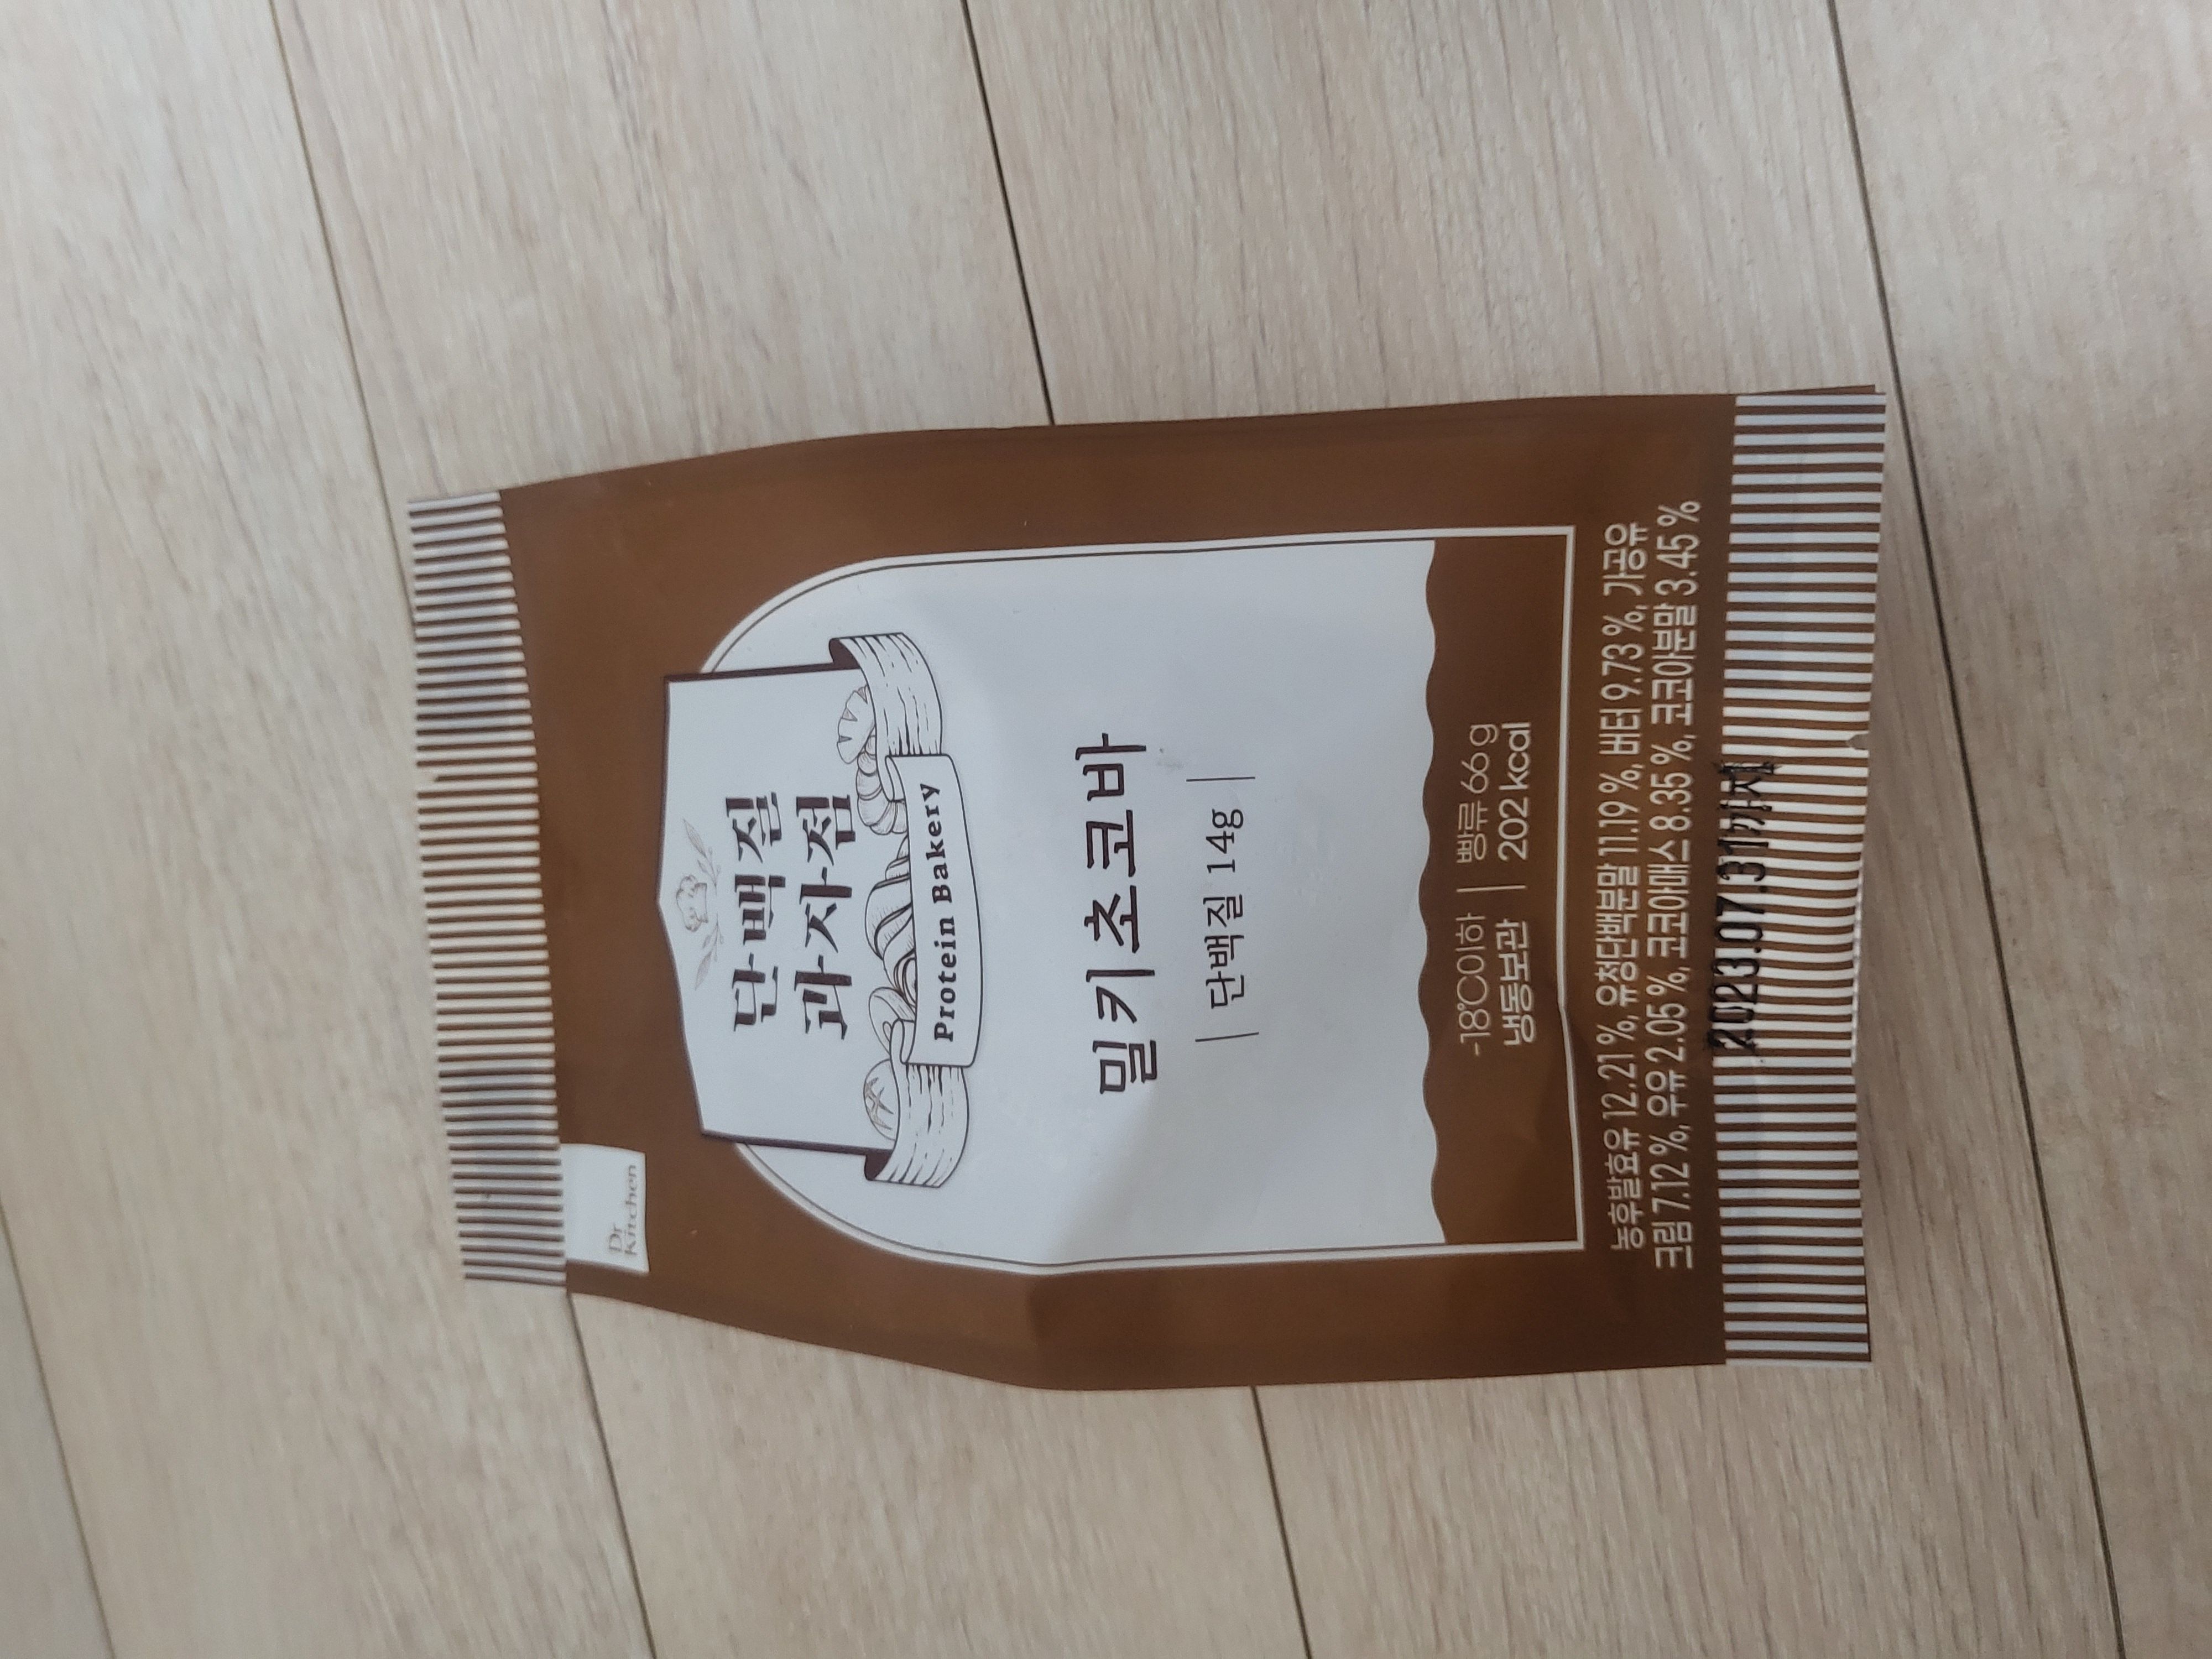 Dr
Kitchen
단백질
과자점
Protein Bakery
밀키초코바
| 단백질 14g |
-18℃이하 | 빵류 66 g
냉동보관 | 202 kcal
농후발효유 12.21 %, 유청단백분말 11.19 %, 버터 9.73 %, 가공유
크림 7.12 %, 우유 2.05 %, 코코아매스 8.35 %, 코코아분말 3.45 %
2023.07.31까지